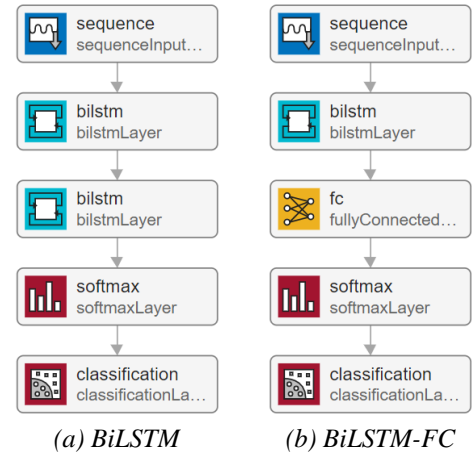 sequence
sequenceInput...
bilstm
bilstmLayer
bilstm
bilstmLayer
softmax
softmaxLayer
classification
classificationLa...
(a) BiLSTM
sequence
sequenceInput...
bilstm
bilstmLayer
fc
fullyConnected...
softmax
softmaxLayer
classification
classificationLa...
(b) BiLSTM-FC